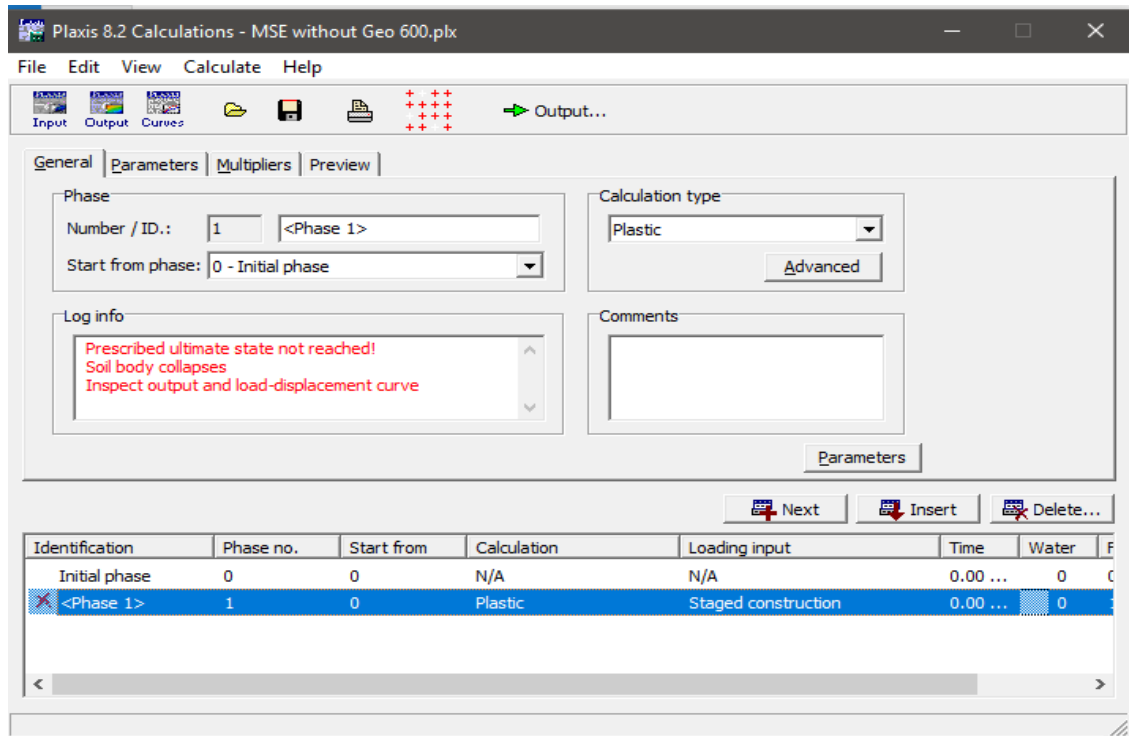 Plaxis 8.2 Calculations - MSE without Geo 600.plx
File Edit View Calculate Help
Input Output Curves Output...
General Parameters Multipliers Preview
Phase
Number / ID.: 1 <Phase 1>
Start from phase: 0 - Initial phase
Calculation type
Plastic
Advanced
Log info
Prescribed ultimate state not reached!
Soil body collapses
Inspect output and load-displacement curve
Comments
Parameters
Next Insert Delete...
Identification Phase no. Start from Calculation Loading input Time Water F
Initial phase 0 0 N/A N/A 0.00 ... 0
<Phase 1> 1 0 Plastic Staged construction 0.00 ... 0